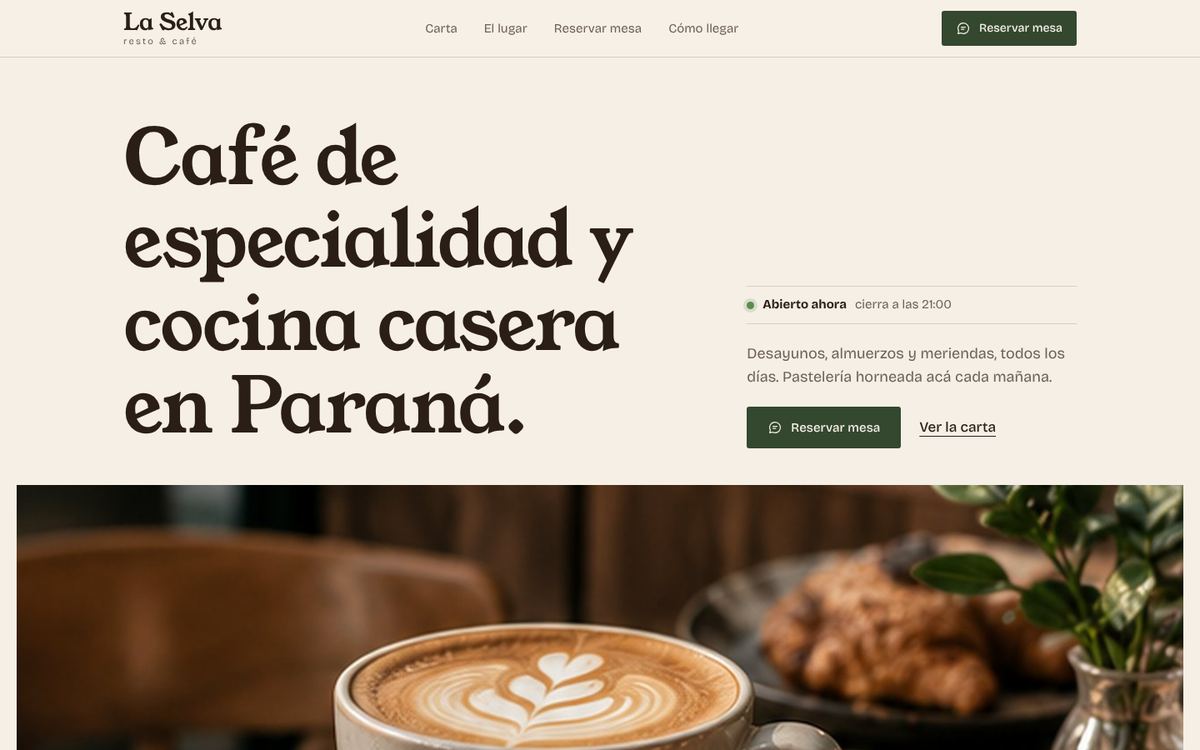 La Selva
resto & café
Carta
El lugar
Reservar mesa
Cómo llegar
Reservar mesa
Café de
especialidad y
cocina casera
en Paraná.
Abierto ahora cierra a las 21:00
Desayunos, almuerzos y meriendas, todos los
días. Pastelería horneada acá cada mañana.
Reservar mesa
Ver la carta